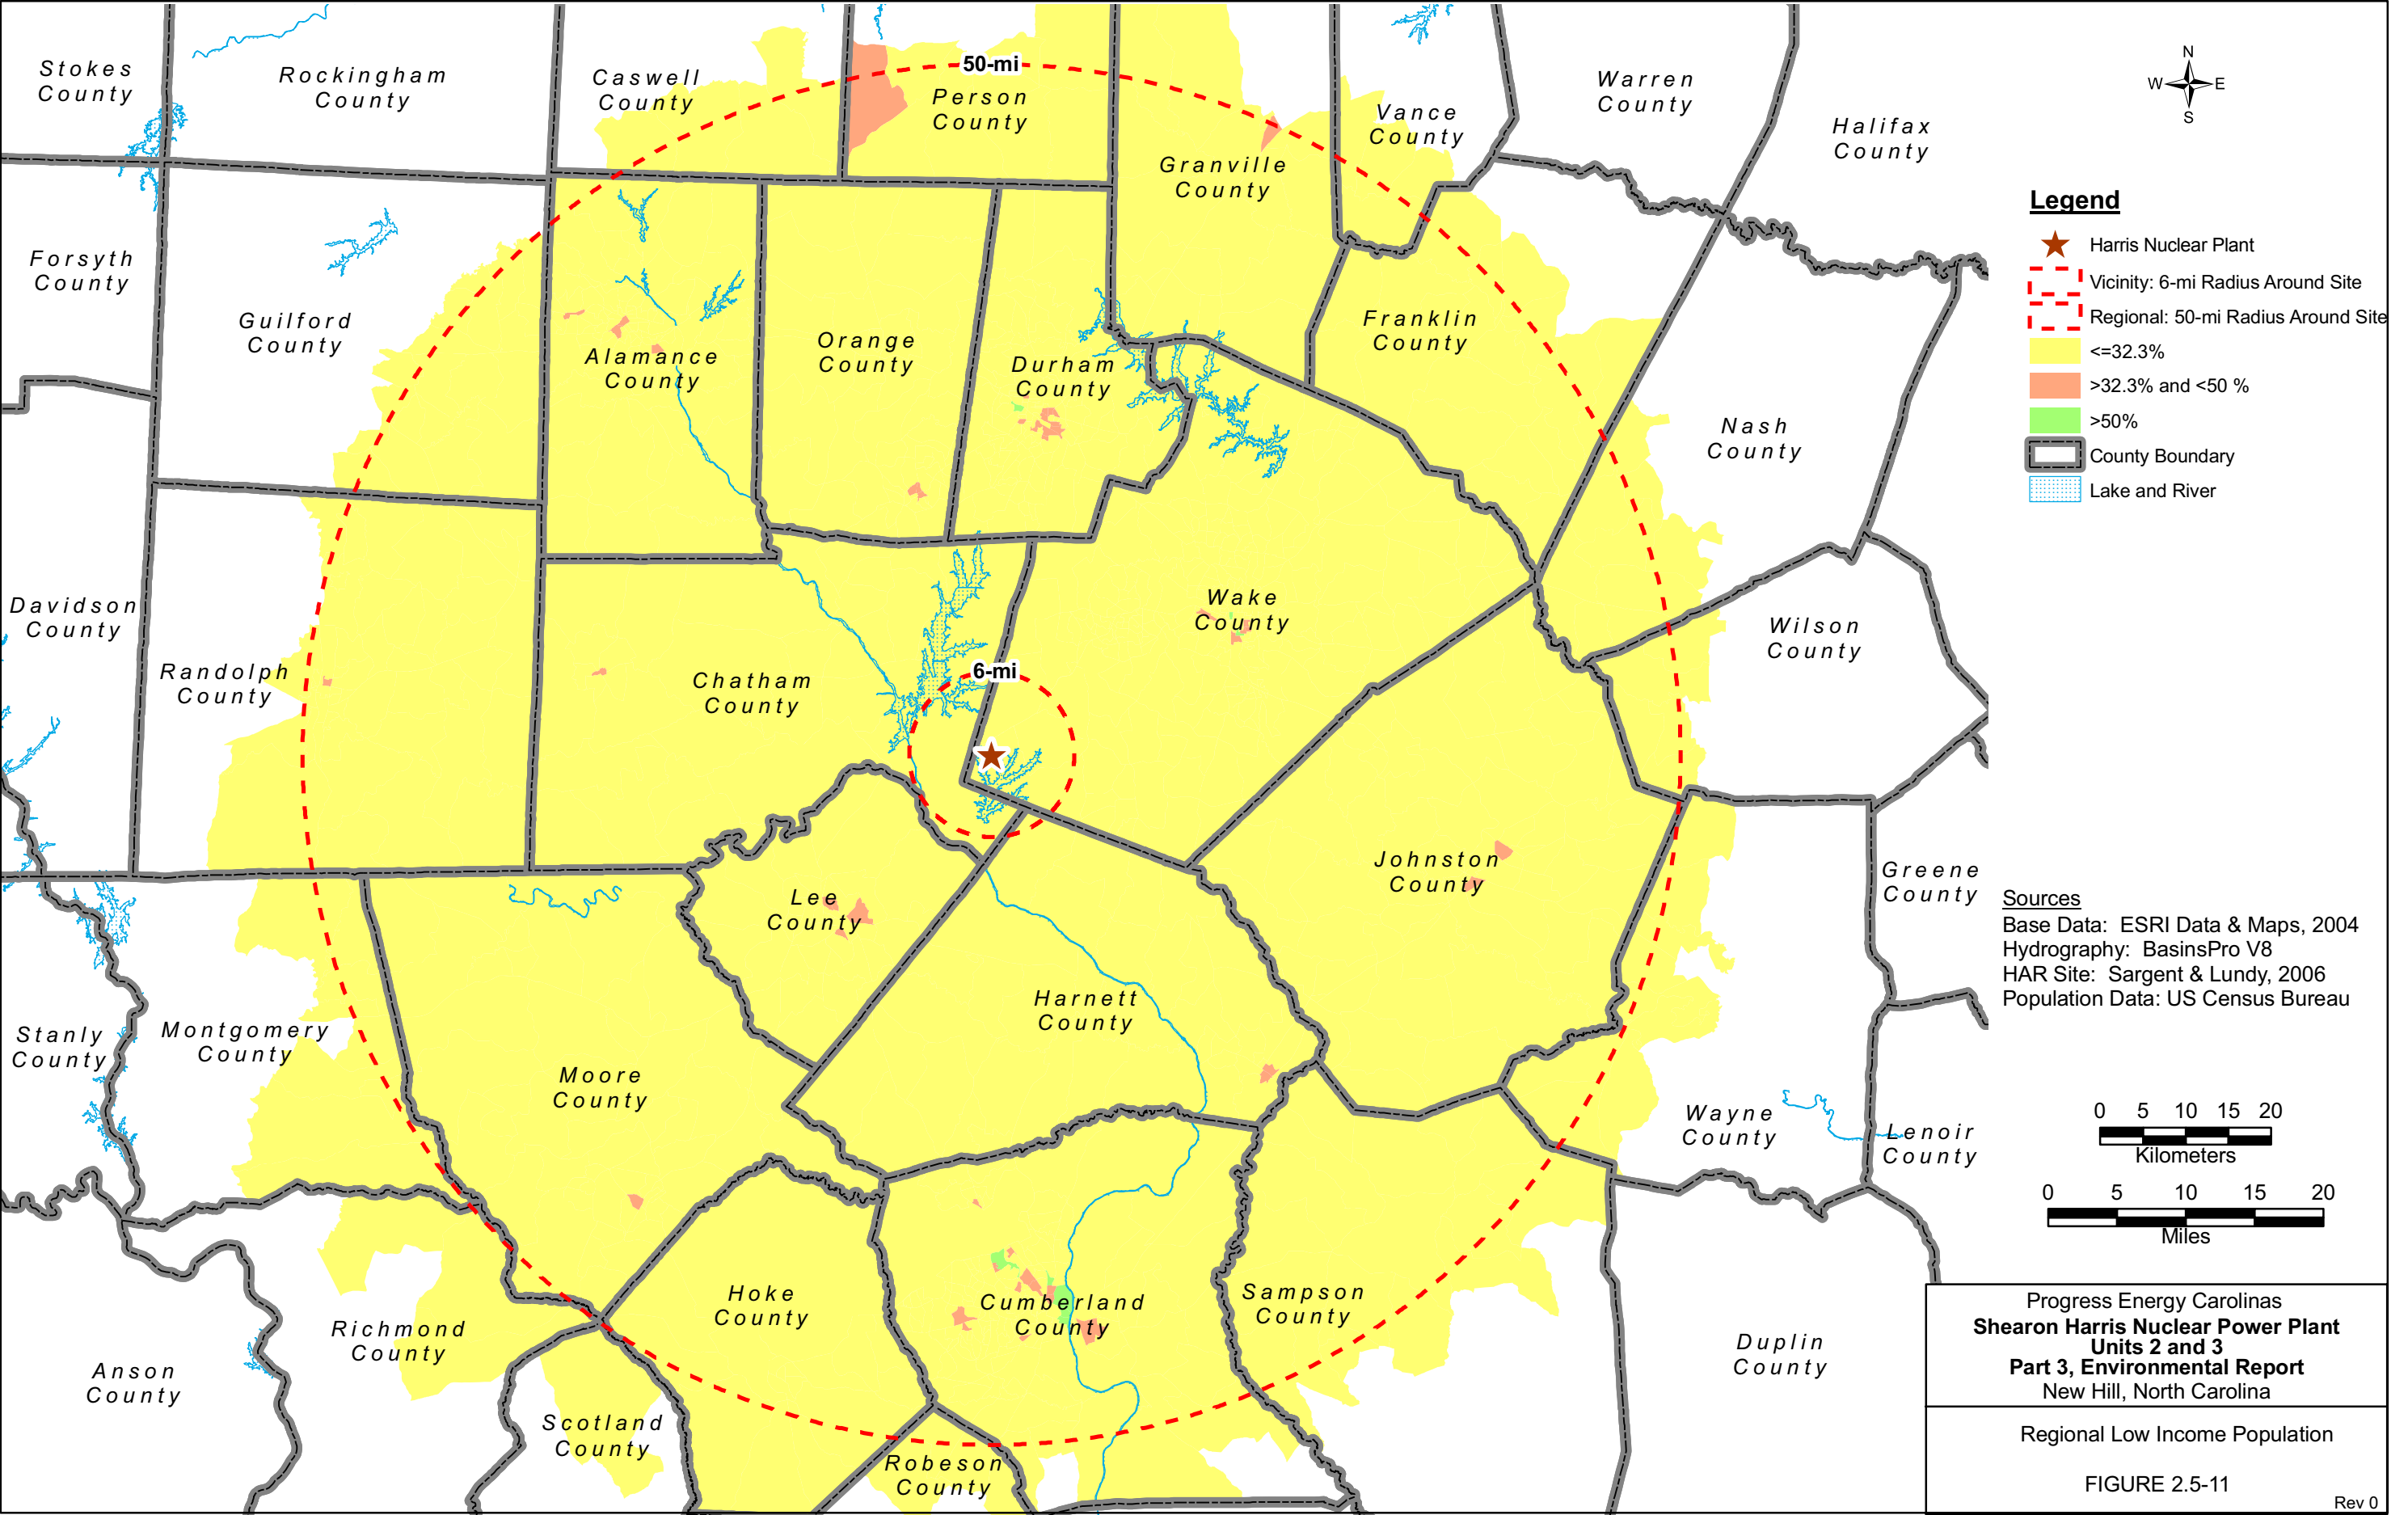 Stokes
County
Rockingham
County
Caswell
County
50-mi
Person
County
Vance
County
Warren
County
Halifax
County
N
W
E
S
Granville
County
Forsyth
County
Guilford
County
Alamance
County
Orange
County
Durham
County
Franklin
County
Nash
County
Legend
Harris Nuclear Plant
Vicinity: 6-mi Radius Around Site
Regional: 50-mi Radius Around Site
<=32.3%
>32.3% and <50 %
>50%
County Boundary
Lake and River
Davidson
County
Randolph
County
Chatham
County
6-mi
Wake
County
Wilson
County
Lee
County
Johnston
County
Greene
County
Sources
Base Data: ESRI Data & Maps, 2004
Hydrography: BasinsPro V8
HAR Site: Sargent & Lundy, 2006
Population Data: US Census Bureau
Stanly
County
Montgomery
County
Moore
County
Harnett
County
Wayne
County
Lenoir
County
0 5 10 15 20
Kilometers
0 5 10 15 20
Miles
Anson
County
Richmond
County
Scotland
County
Hoke
County
Robeson
County
Cumberland
County
Sampson
County
Duplin
County
Progress Energy Carolinas
Shearon Harris Nuclear Power Plant
Units 2 and 3
Part 3, Environmental Report
New Hill, North Carolina
Regional Low Income Population
FIGURE 2.5-11
Rev 0